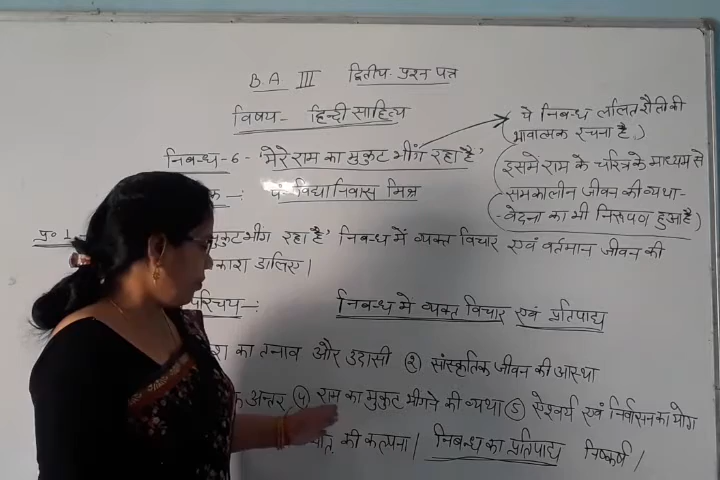 B.A. III द्वितीय प्रश्न पत्र
विषय- हिन्दी साहित्य
निबन्ध-6- 'मेरे राम का मुकुट भीग रहा है'
क -: पं. विद्यानिवास मिश्र
ये निबन्ध ललित शैली की
भावात्मक रचना है.)
(इसमें राम के चरित्र के माध्यम से
समकालीन जीवन की व्यथा-
-वेदना का भी निरूपण हुआ है)
प्र० 1 मुकुट भीग रहा है' निबन्ध में व्यक्त विचार एवं वर्तमान जीवन की
डालिए।
परिचय-: निबन्ध में व्यक्त विचार एवं प्रतिपाद्य
का तनाव और उदासी (२) सांस्कृतिक जीवन की आस्था
अन्तर, (4) राम का मुकुट भीगने की व्यथा (5) ऐश्वर्य एवं निर्वासन का योग
की कल्पना। निबन्ध का प्रतिपाद्य निष्कर्ष।